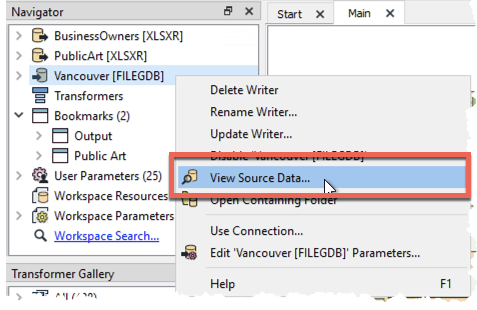 Navigator
Start
Main
BusinessOwners [XLSXR]
PublicArt [XLSXR]
Vancouver [FILEGDB]
Transformers
Bookmarks (2)
Output
Public Art
User Parameters (25)
Workspace Resources
Workspace Parameters
Workspace Search...
Transformer Gallery
Delete Writer
Rename Writer...
Update Writer...
Disable 'Vancouver [FILEGDB]'
View Source Data...
Open Containing Folder
Use Connection...
Edit 'Vancouver [FILEGDB]' Parameters...
Help F1